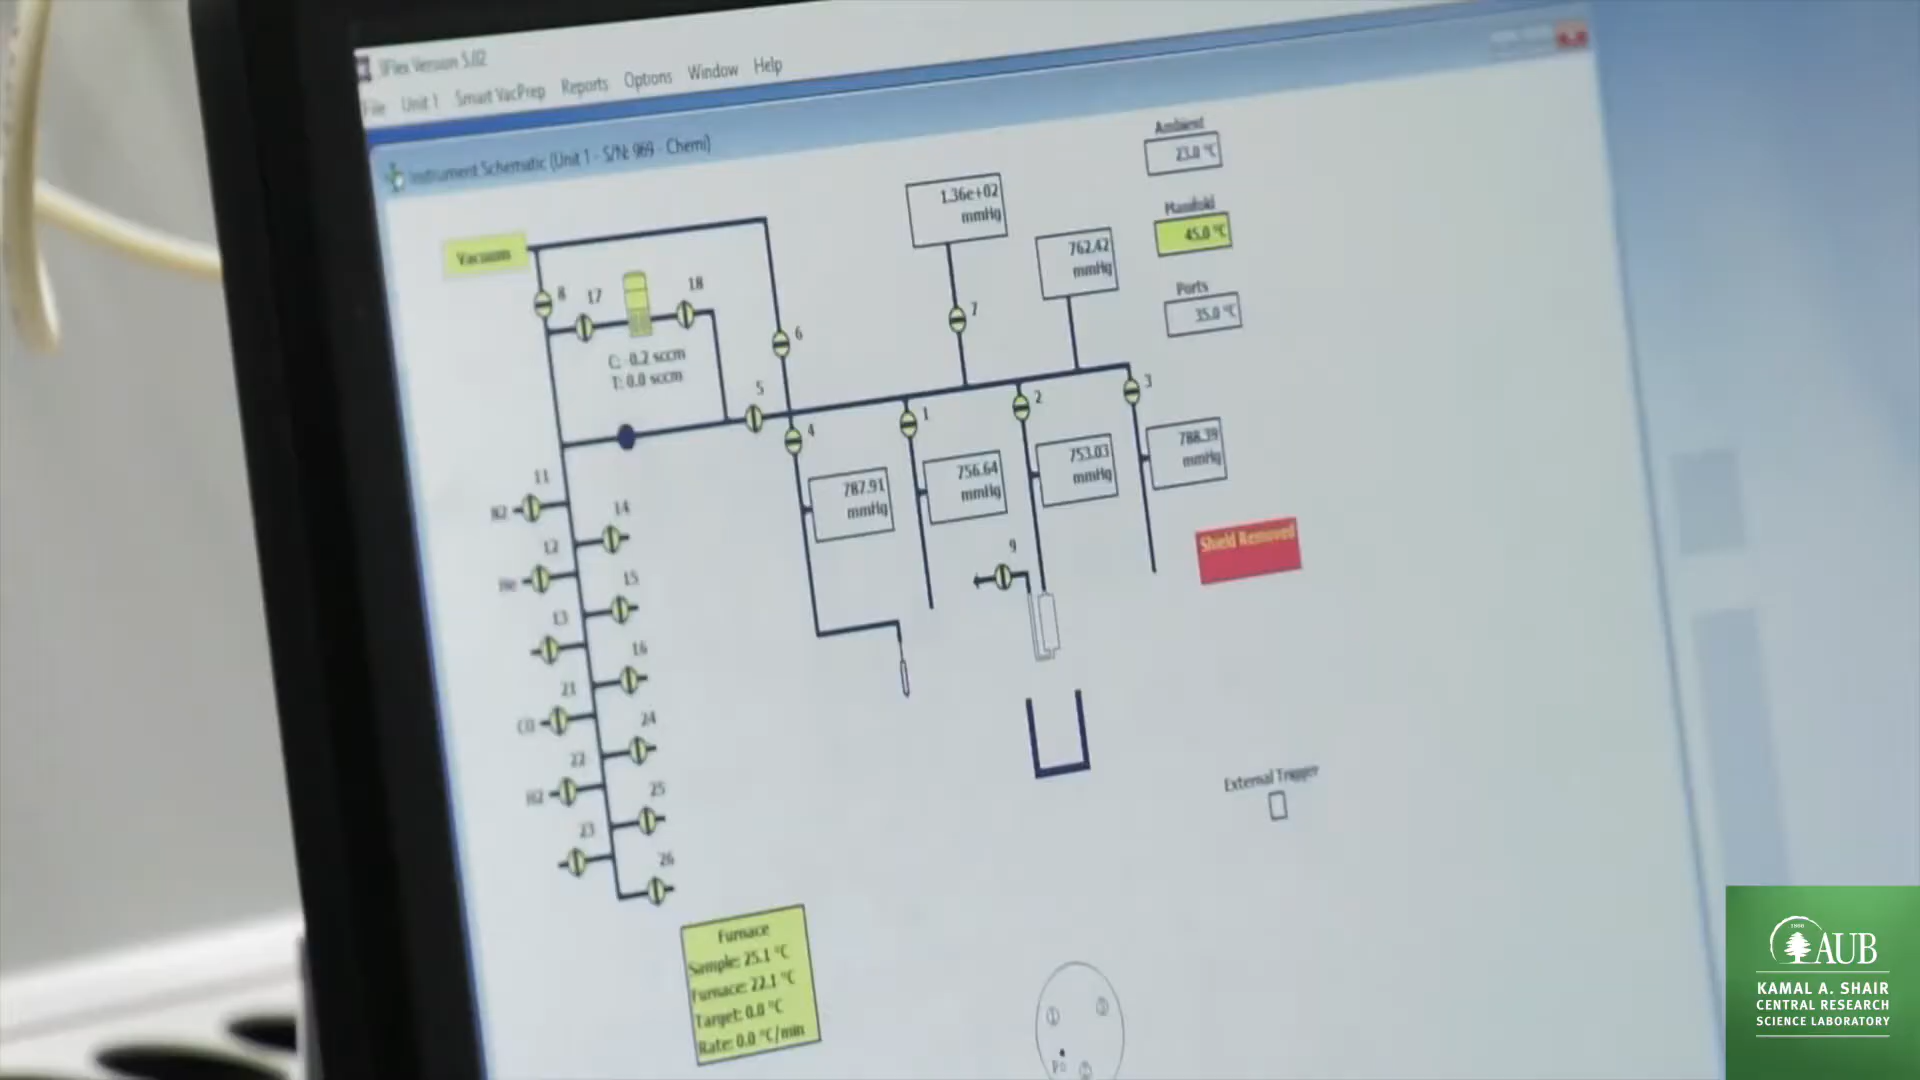 3Flex Version 5.02
File Unit 1 Smart VacPrep Reports Options Window Help
Instrument Schematic (Unit 1 - S/N: 969 - Chemi)
Ambient
23.0 °C
Manifold
45.0 °C
Ports
35.0 °C
1.36e+02
mmHg
762.42
mmHg
Vacuum
8
17
18
6
7
C: -0.2 sccm
T: 0.0 sccm
5
4
1
2
3
787.91
mmHg
756.64
mmHg
753.03
mmHg
788.39
mmHg
Shield Removed
9
11
N2
14
12
He
15
13
16
21
CO
24
22
H2
25
23
26
External Trigger
Furnace
Sample: 25.1 °C
Furnace: 22.1 °C
Target: 0.0 °C
Rate: 0.0 °C/min
1
Po
1866
AUB
KAMAL A. SHAIR
CENTRAL RESEARCH
SCIENCE LABORATORY